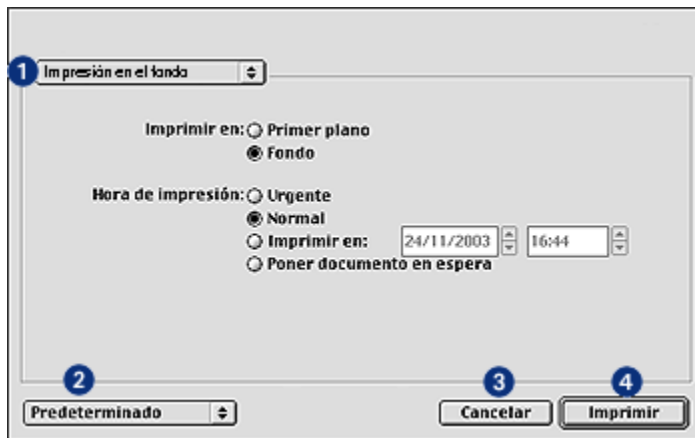 1 Impresión en el fondo
Imprimir en: Primer plano
Fondo
Hora de impresión: Urgente
Normal
Imprimir en: 24/11/2003 16:44
Poner documento en espera
2
3
4
Predeterminado Cancelar Imprimir